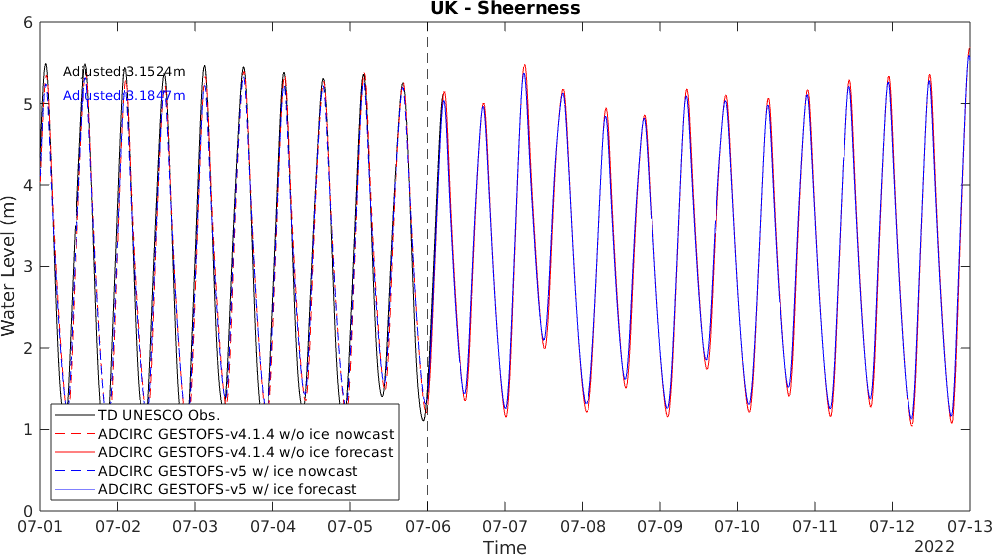 UK - Sheerness
6
5
4
3
2
1
0
Water Level (m)
Adjusted:3.1524m
Adjusted:3.1847m
TD UNESCO Obs.
ADCIRC GESTOFS-v4.1.4 w/o ice nowcast
ADCIRC GESTOFS-v4.1.4 w/o ice forecast
ADCIRC GESTOFS-v5 w/ ice nowcast
ADCIRC GESTOFS-v5 w/ ice forecast
07-01 07-02 07-03 07-04 07-05 07-06 07-07 07-08 07-09 07-10 07-11 07-12 07-13
Time
2022